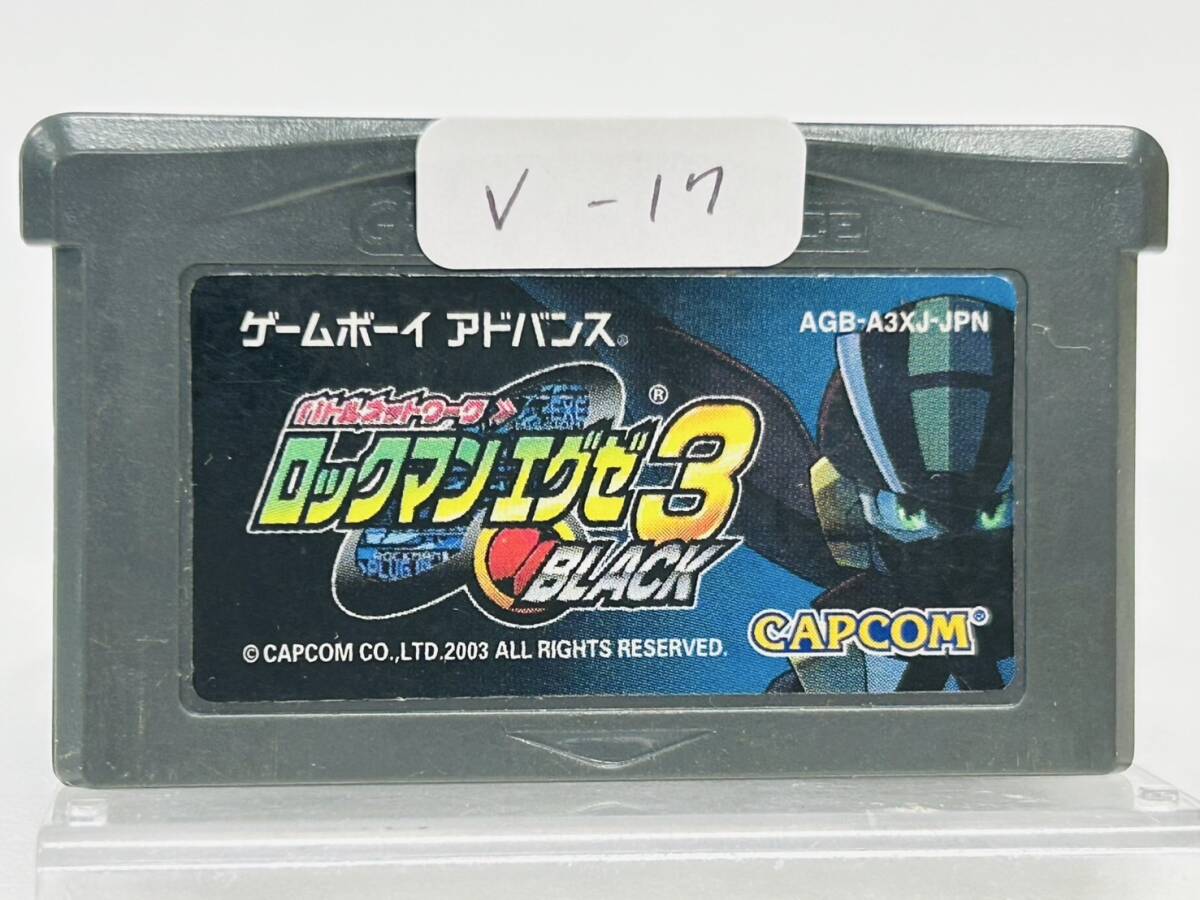 V-17
ゲームボーイ アドバンス®
AGB-A3XJ-JPN
バトルネットワーク
ロックマン エグゼ3®
BLACK
CAPCOM®
© CAPCOM CO.,LTD.2003 ALL RIGHTS RESERVED.